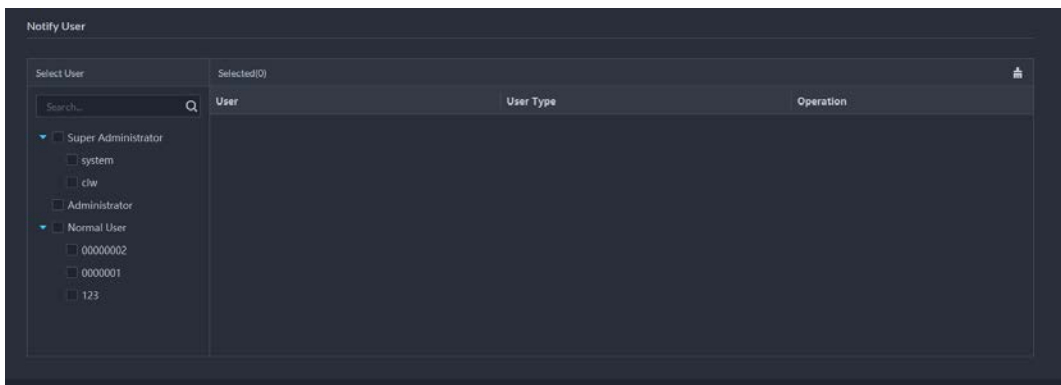 Notify User
Select User
Selected(0)
Search...
User
User Type
Operation
Super Administrator
system
clw
Administrator
Normal User
00000002
0000001
123